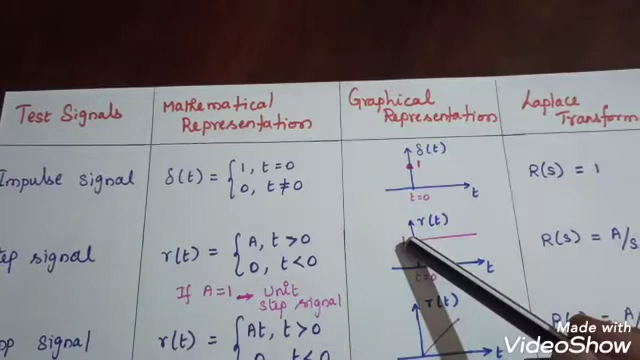 Test Signals
Mathematical Representation
Graphical Representation
Laplace Transform
Impulse signal
δ(t) = { 1, t=0
0, t≠0
δ(t)
1
t=0
t
R(s) = 1
signal
r(t) = { A, t>0
0, t<0
If A=1 → Unit step signal
r(t)
t=0
t
R(s) = A/s
signal
r(t) = { At, t>0
r(t)
t
Made with
VideoShow